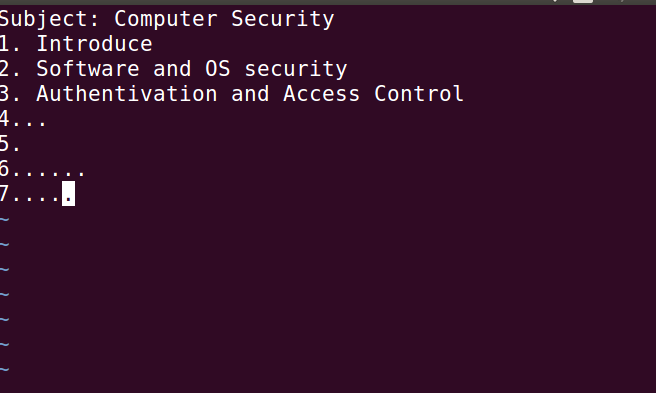 Subject: Computer Security
1. Introduce
2. Software and OS security
3. Authentivation and Access Control
4...
5.
6......
7.....
~
~
~
~
~
~
~